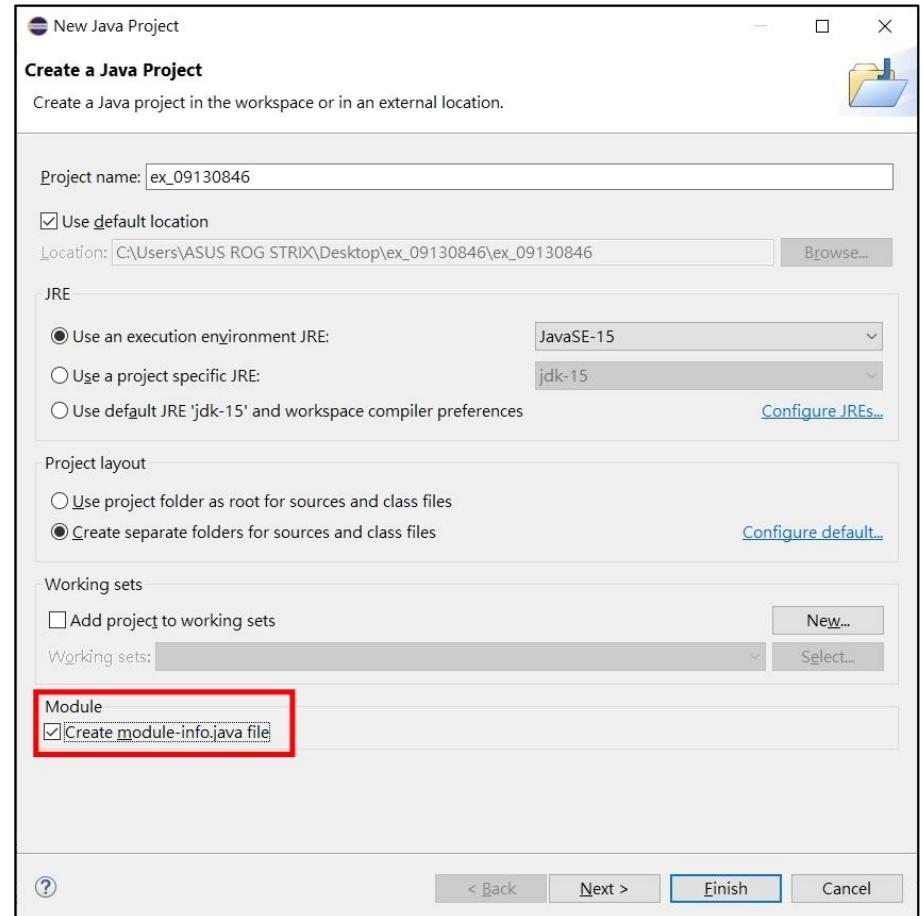 New Java Project
Create a Java Project
Create a Java project in the workspace or in an external location.
Project name: ex_09130846
Use default location
Location: C:\Users\ASUS ROG STRIX\Desktop\ex_09130846\ex_09130846 Browse...
JRE
Use an execution environment JRE: JavaSE-15
Use a project specific JRE: jdk-15
Use default JRE 'jdk-15' and workspace compiler preferences Configure JREs...
Project layout
Use project folder as root for sources and class files
Create separate folders for sources and class files Configure default...
Working sets
Add project to working sets New...
Working sets: Select...
Module
Create module-info.java file
? < Back Next > Finish Cancel